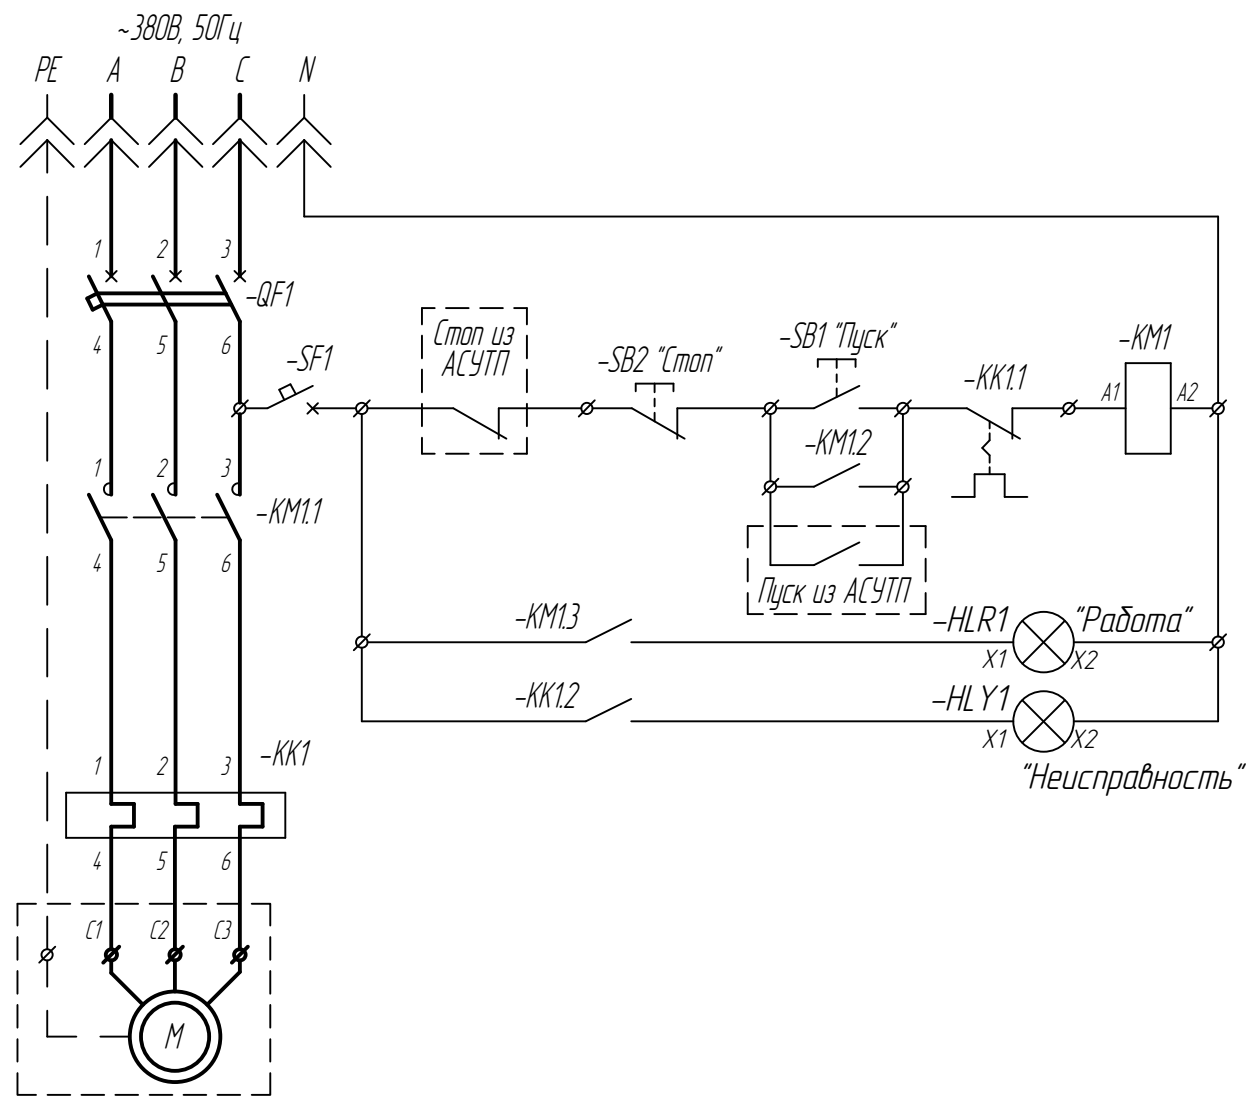 ~380В, 50Гц
PE A B C N
1 2 3
-QF1
4 5 6
-SF1
Стоп из
АСУТП
-SB2 "Стоп"
-SB1 "Пуск"
-KK1.1
-KM1
A1 A2
-KM1.2
1 2 3
-KM1.1
4 5 6
Пуск из АСУТП
-KM1.3
-HLR1 "Работа"
X1 X2
-KK1.2
-HLY1
X1 X2
"Неисправность"
-KK1
1 2 3
4 5 6
C1 C2 C3
M